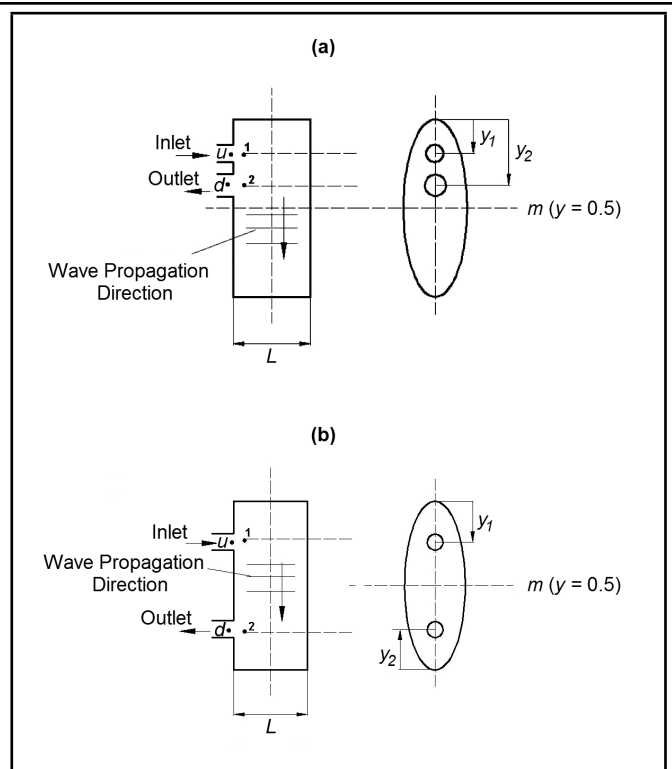 (a)
Inlet
u
1
Outlet
d
2
y1
y2
m (y = 0.5)
Wave Propagation
Direction
L
(b)
Inlet
u
1
Wave Propagation
Direction
Outlet
d
2
y1
m (y = 0.5)
y2
L